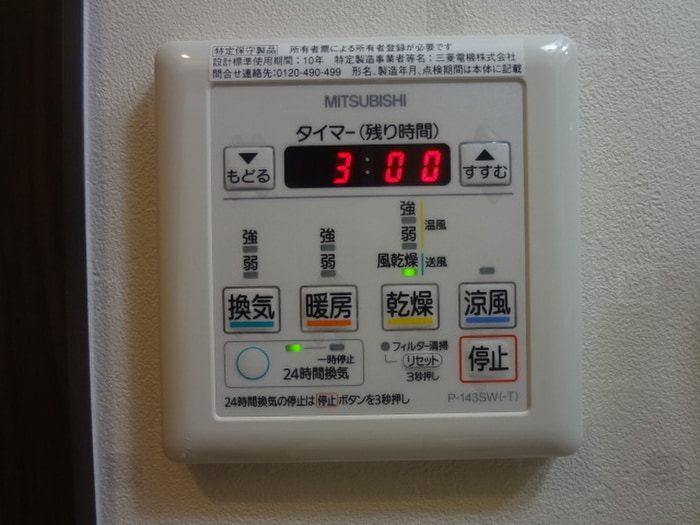 特定保守製品 所有者票による所有者登録が必要です
設計標準使用期間：10年 特定製造事業者等名：三菱電機株式会社
問合せ連絡先：0120-490-499 形名、製造年月、点検期間は本体に記載
MITSUBISHI
タイマー(残り時間)
▼ もどる 3:00 ▲ すすむ
強 強 強 温風
弱 弱 弱
風乾燥 送風
換気 暖房 乾燥 涼風
一時停止
24時間換気
フィルター清掃
リセット
3秒押し
停止
P-143SW(-T)
24時間換気の停止は停止ボタンを3秒押し